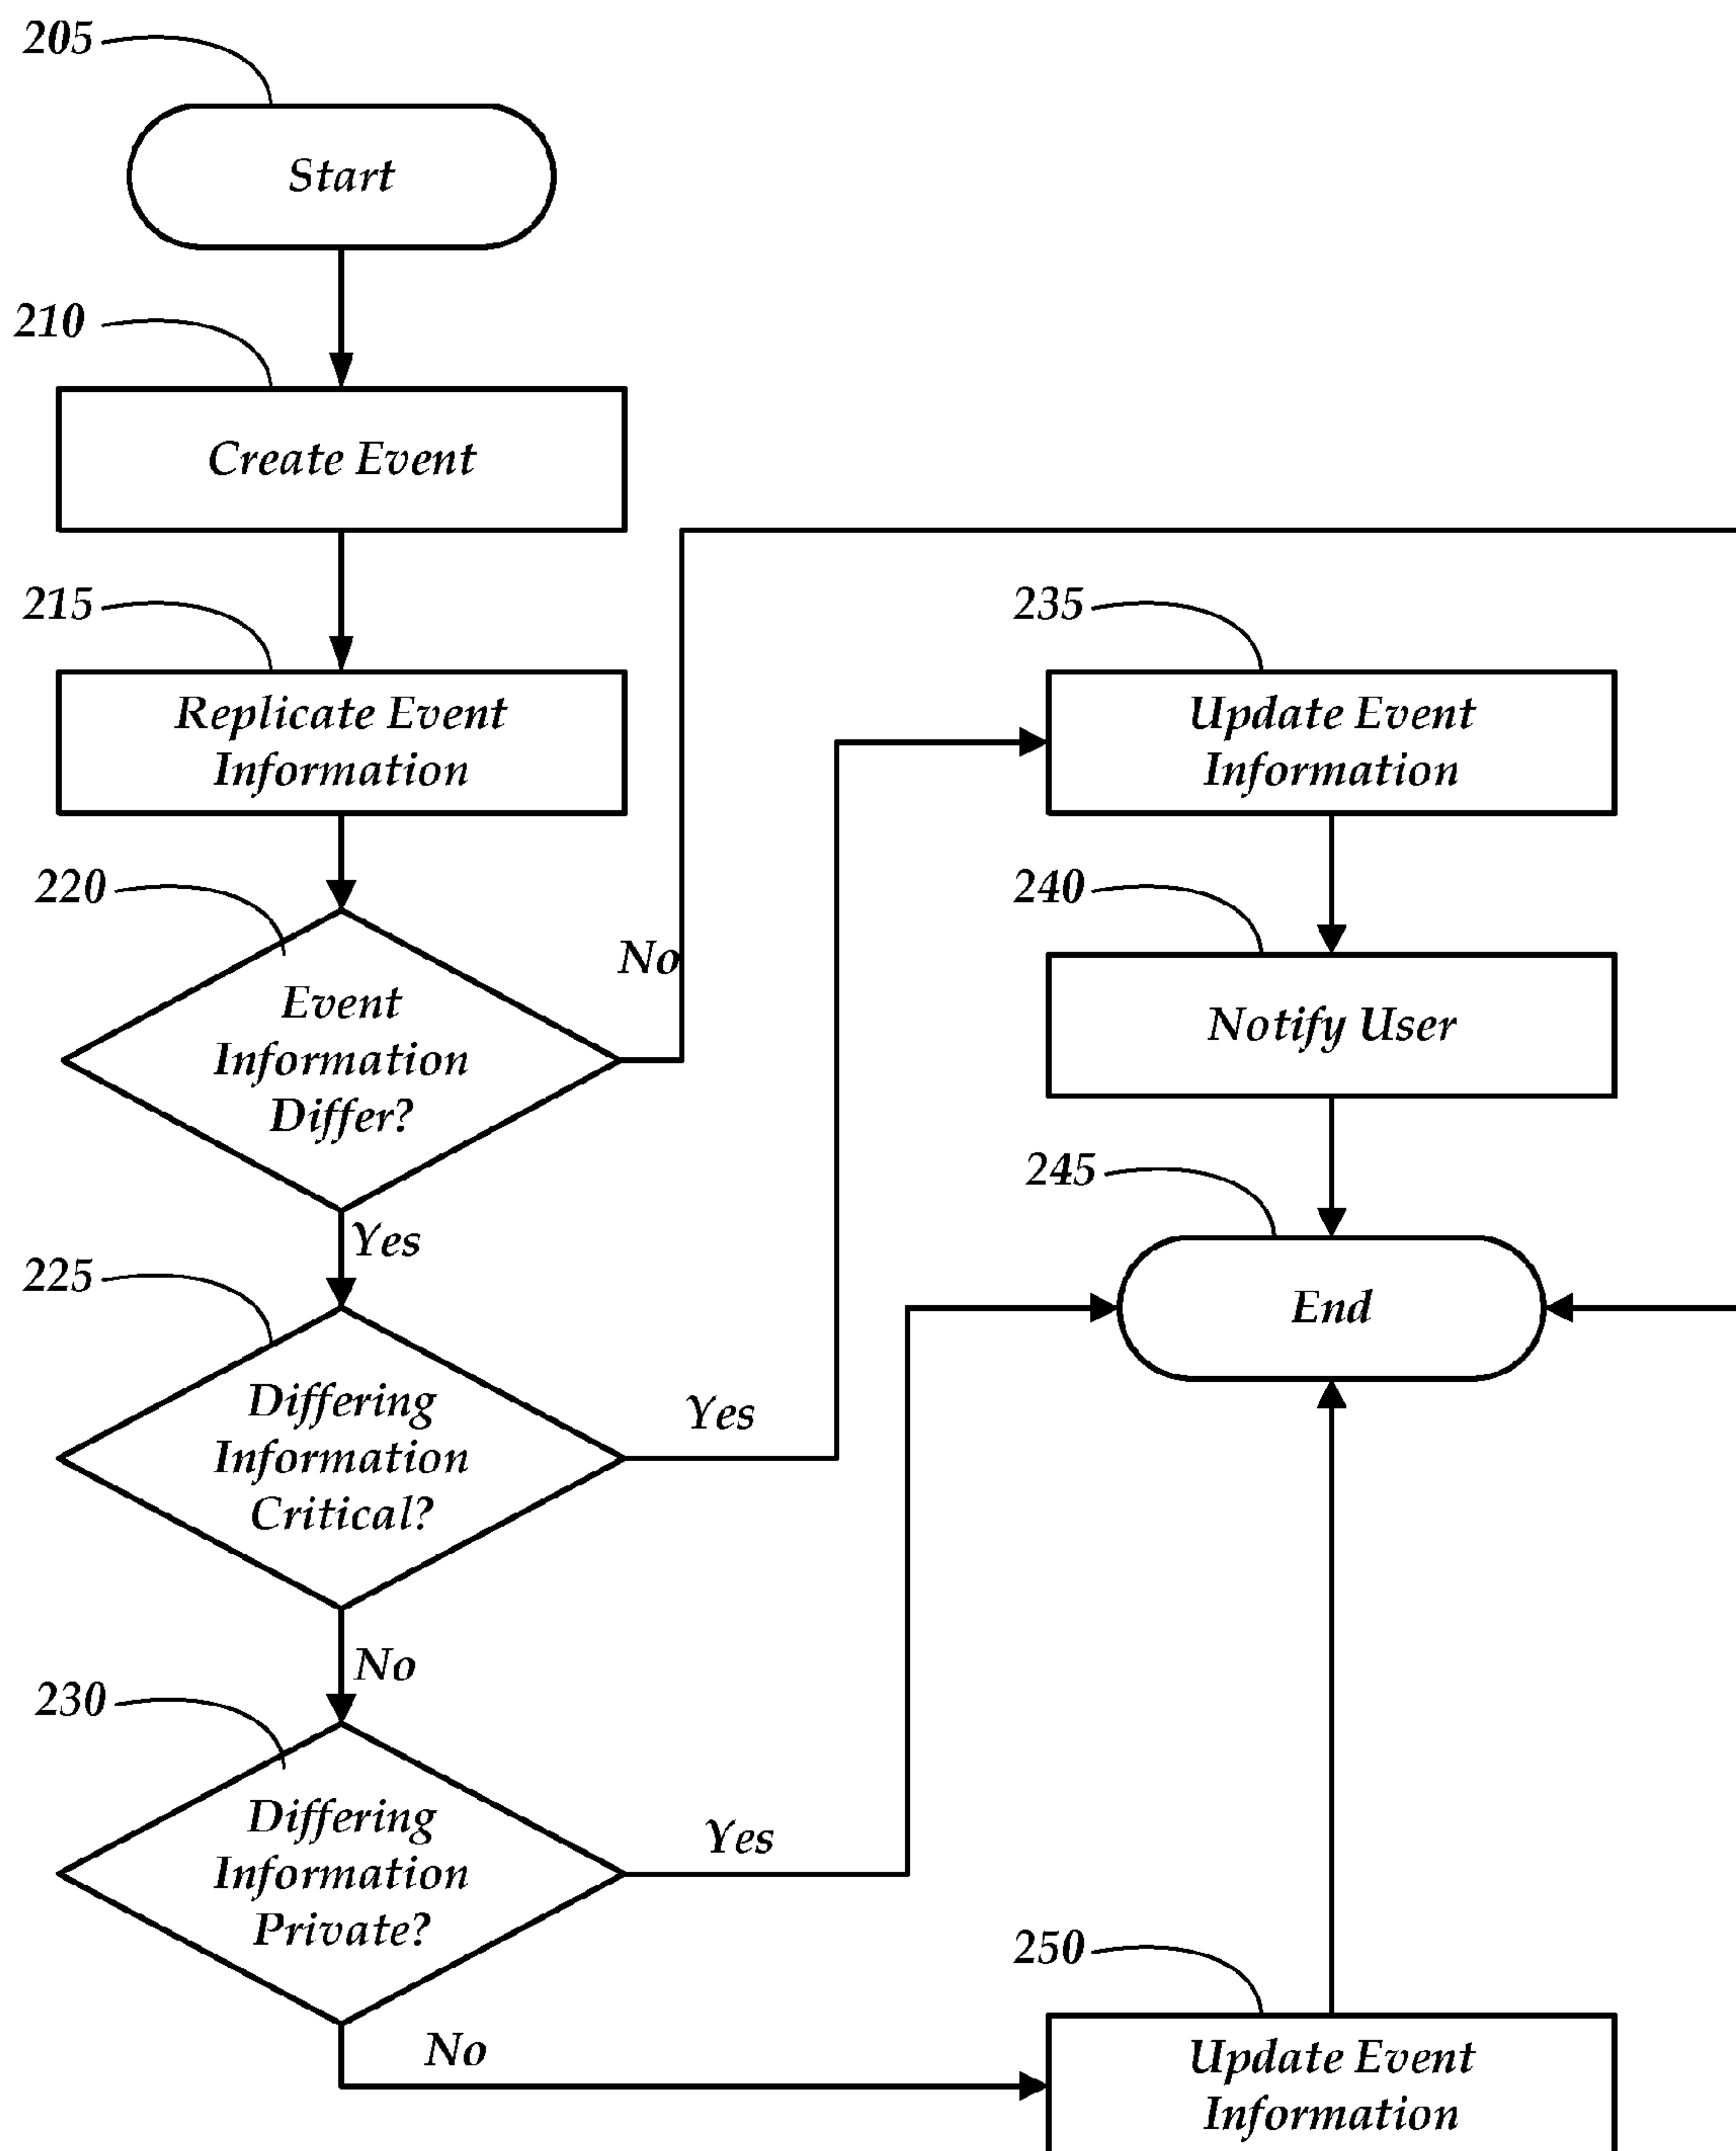 205
Start
210
Create Event
215
Replicate Event
Information
220
Event
Information
Differ?
No
Yes
225
Differing
Information
Critical?
Yes
No
230
Differing
Information
Private?
Yes
No
235
Update Event
Information
240
Notify User
245
End
250
Update Event
Information